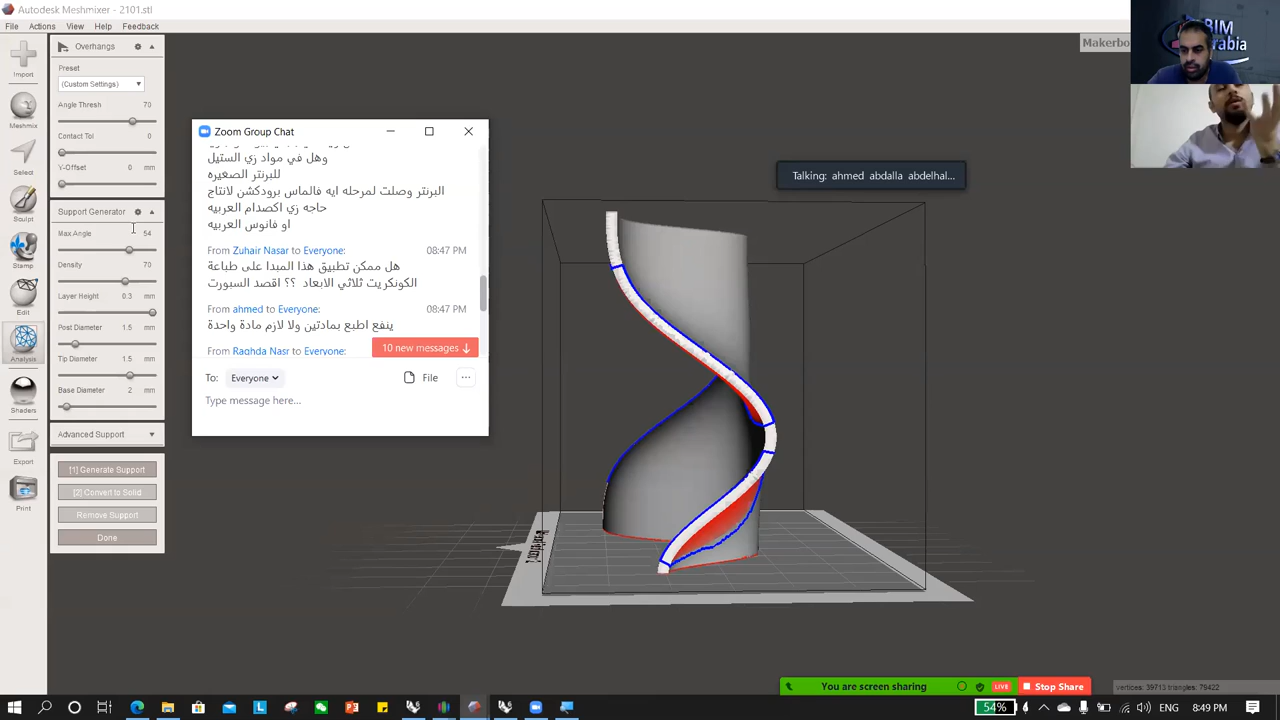 Autodesk Meshmixer - 2101.stl
File
Actions
View
Help
Feedback
Import
Meshmix
Select
Sculpt
Stamp
Edit
Analysis
Shaders
Export
Print
Overhangs
Preset
(Custom Settings)
Angle Thresh 70
Contact Tol 0
Y-Offset 0 mm
Support Generator
Max Angle 54
Density 70
Layer Height 0.3 mm
Post Diameter 1.5 mm
Tip Diameter 1.5 mm
Base Diameter 2 mm
Advanced Support
[1] Generate Support
[2] Convert to Solid
Remove Support
Done
Zoom Group Chat
وهل في مواد زي الستيل
للبرنتر الصغيره
البرنتر وصلت لمرحله ايه فالماس برودكشن لانتاج
حاجه زي اكصدام العربيه
او فانوس العربيه
From Zuhair Nasar to Everyone: 08:47 PM
هل ممكن تطبيق هذا المبدا على طباعة
الكونكريت ثلاثي الابعاد ؟؟ اقصد السبورت
From ahmed to Everyone: 08:47 PM
ينفع اطبع بمادتين ولا لازم مادة واحدة
From Raghda Nasr to Everyone:
10 new messages
To: Everyone
File
Type message here...
Talking: ahmed abdalla abdelhal...
BIM
You are screen sharing
LIVE
Stop Share
vertices: 39713 triangles: 79422
54%
ENG
8:49 PM